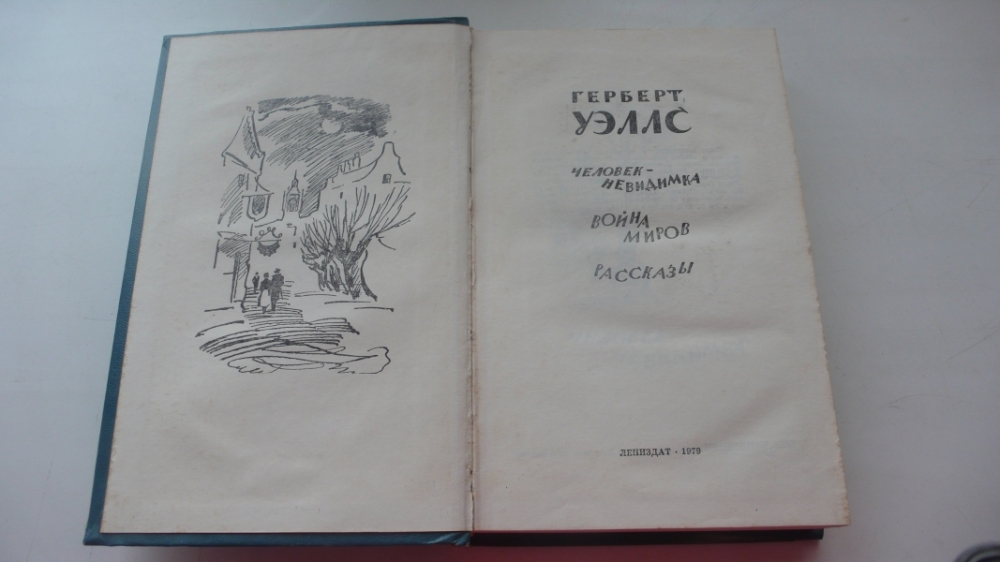 ГЕРБЕРТ
УЭЛЛС
ЧЕЛОВЕК-
НЕВИДИМКА
ВОЙНА
МИРОВ
РАССКАЗЫ
ЛЕНИЗДАТ · 1979